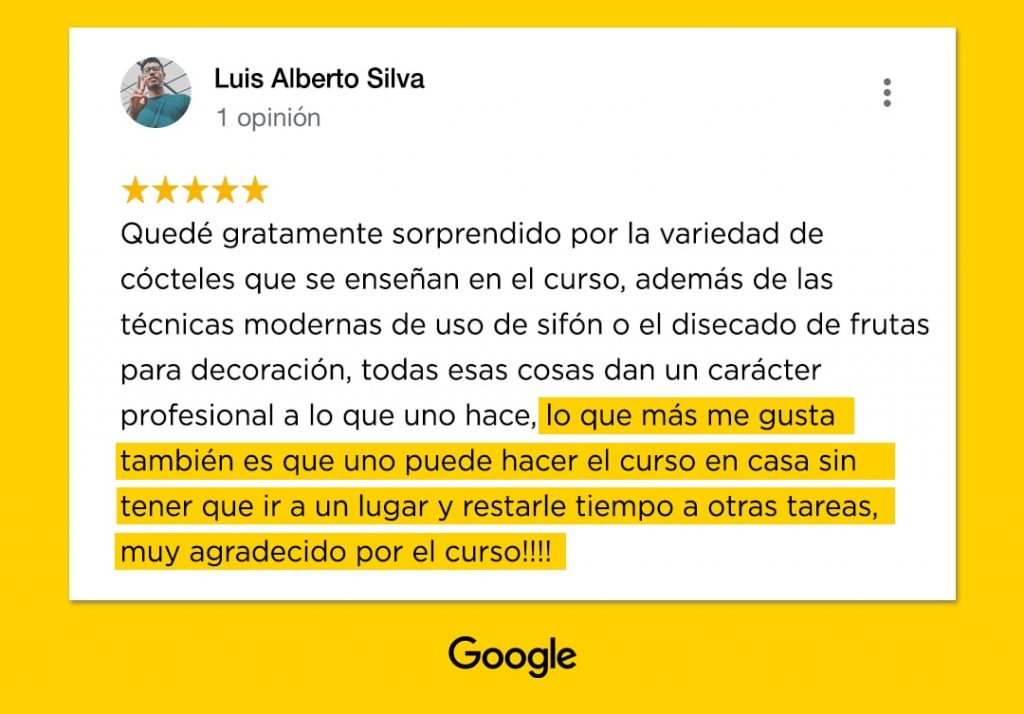 Luis Alberto Silva
1 opinión
Quedé gratamente sorprendido por la variedad de
cócteles que se enseñan en el curso, además de las
técnicas modernas de uso de sifón o el disecado de frutas
para decoración, todas esas cosas dan un carácter
profesional a lo que uno hace, lo que más me gusta
también es que uno puede hacer el curso en casa sin
tener que ir a un lugar y restarle tiempo a otras tareas,
muy agradecido por el curso!!!!
Google